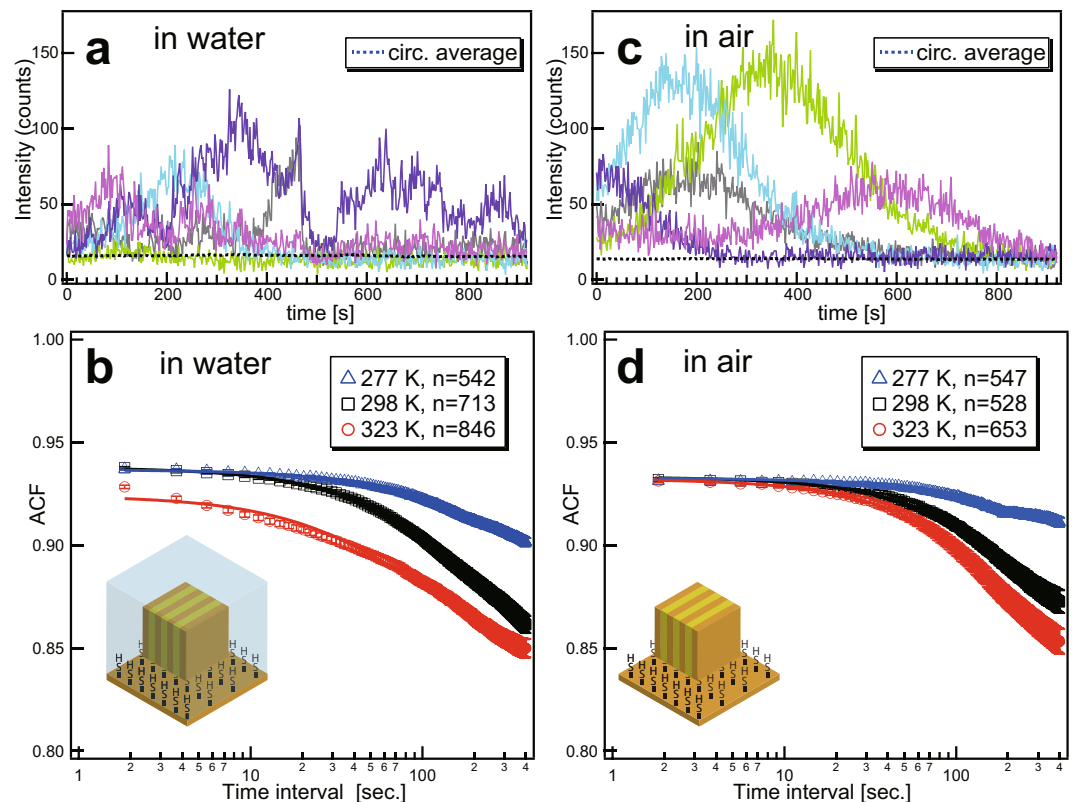 a
in water
circ. average
150
100
50
0
Intensity (counts)
0
200
400
600
800
time [s]
c
in air
circ. average
150
100
50
0
Intensity (counts)
0
200
400
600
800
time [s]
b
in water
277 K, n=542
298 K, n=713
323 K, n=846
1.00
0.95
0.90
0.85
0.80
ACF
1
2
3
4
5
6
7
10
2
3
4
5
6
7
100
2
3
4
Time interval [sec.]
d
in air
277 K, n=547
298 K, n=528
323 K, n=653
1.00
0.95
0.90
0.85
0.80
ACF
1
2
3
4
5
6
7
10
2
3
4
5
6
7
100
2
3
4
Time interval [sec.]